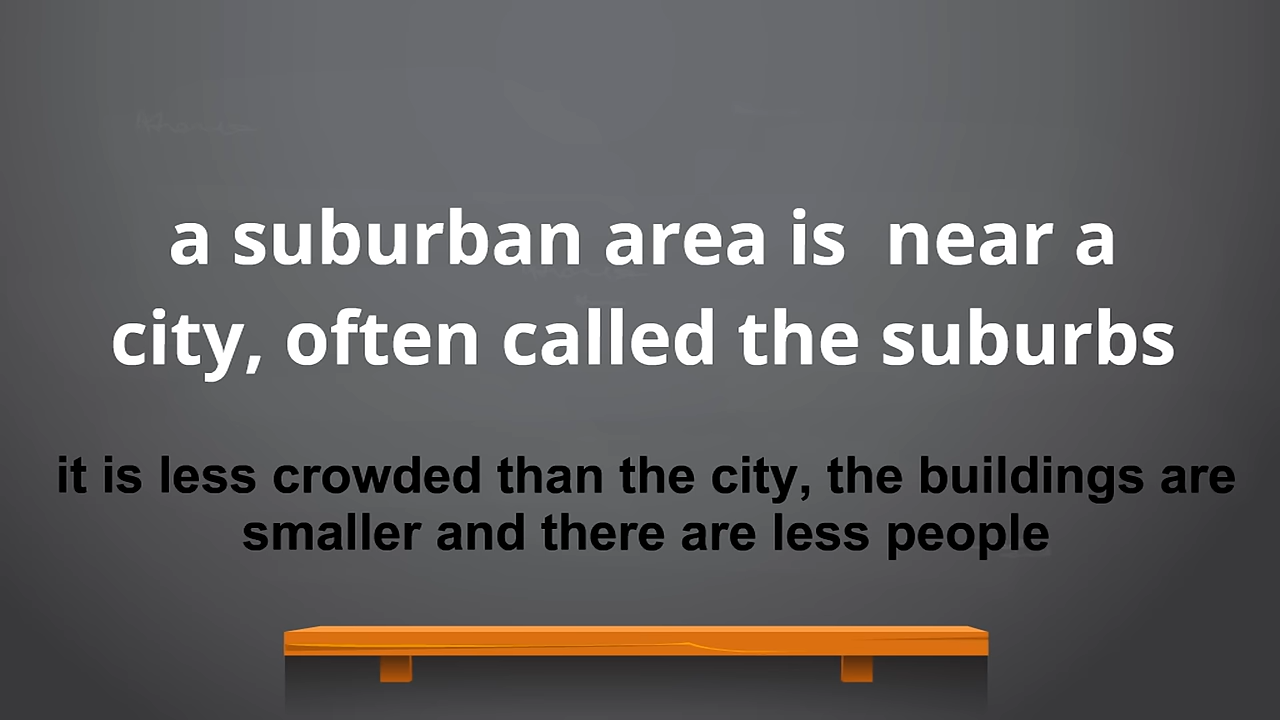 a suburban area is  near a
city, often called the suburbs
it is less crowded than the city, the buildings are
smaller and there are less people